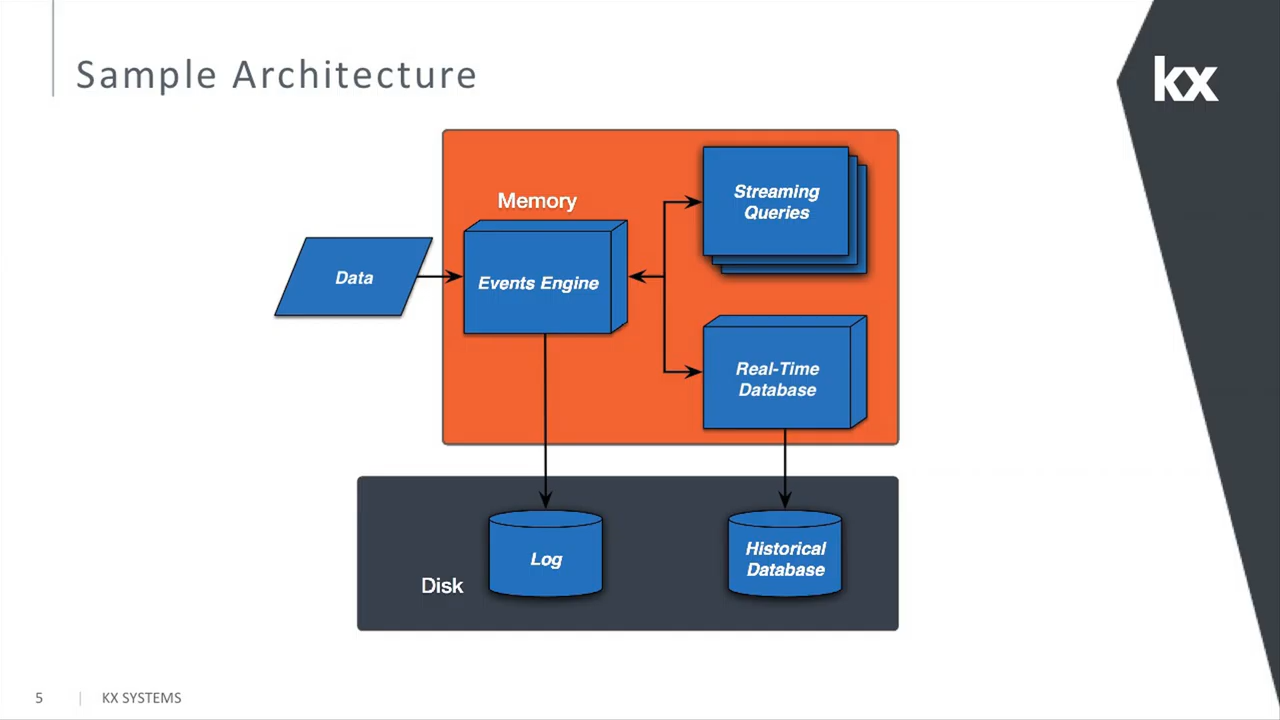 Sample Architecture
kx
Memory
Streaming
Queries
Data
Events Engine
Real-Time
Database
Log
Historical
Database
Disk
5
KX SYSTEMS